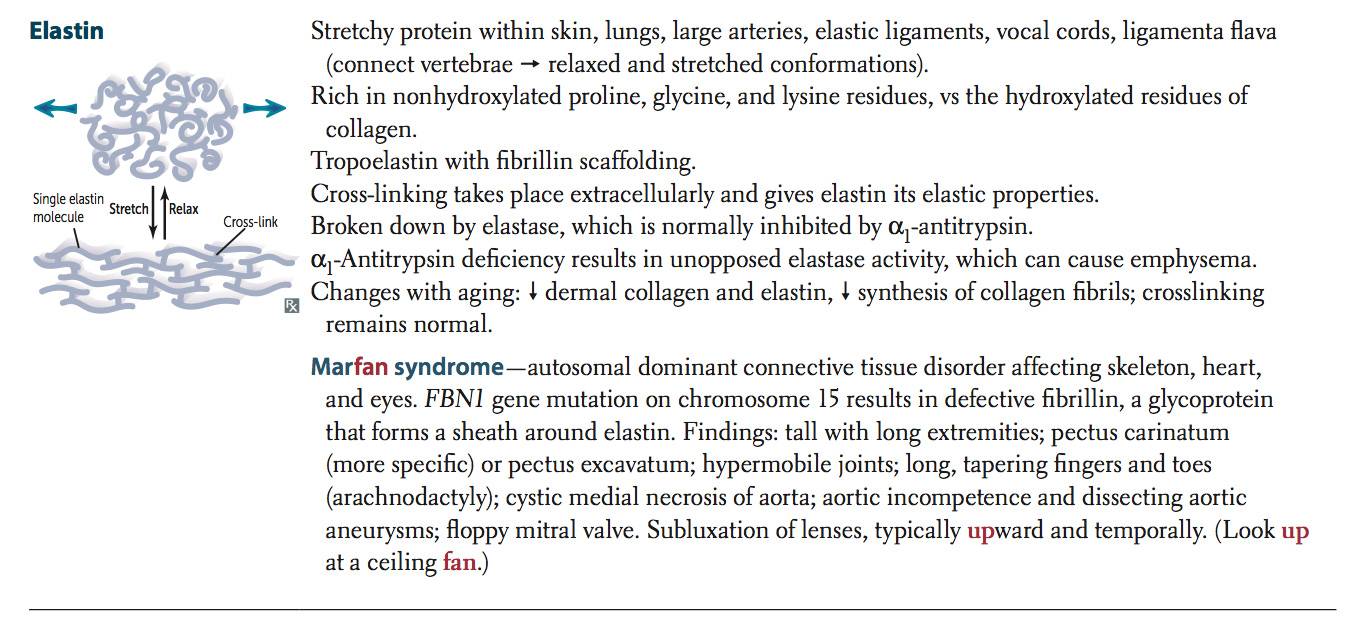 Elastin
Stretchy protein within skin, lungs, large arteries, elastic ligaments, vocal cords, ligamenta flava
(connect vertebrae → relaxed and stretched conformations).
Rich in nonhydroxylated proline, glycine, and lysine residues, vs the hydroxylated residues of
collagen.
Tropoelastin with fibrillin scaffolding.
Cross-linking takes place extracellularly and gives elastin its elastic properties.
Broken down by elastase, which is normally inhibited by α₁-antitrypsin.
α₁-Antitrypsin deficiency results in unopposed elastase activity, which can cause emphysema.
Changes with aging: ↓ dermal collagen and elastin, ↓ synthesis of collagen fibrils; crosslinking
remains normal.
Single elastin
molecule
Stretch
Relax
Cross-link
Rx
Marfan syndrome—autosomal dominant connective tissue disorder affecting skeleton, heart,
and eyes. FBN1 gene mutation on chromosome 15 results in defective fibrillin, a glycoprotein
that forms a sheath around elastin. Findings: tall with long extremities; pectus carinatum
(more specific) or pectus excavatum; hypermobile joints; long, tapering fingers and toes
(arachnodactyly); cystic medial necrosis of aorta; aortic incompetence and dissecting aortic
aneurysms; floppy mitral valve. Subluxation of lenses, typically upward and temporally. (Look up
at a ceiling fan.)